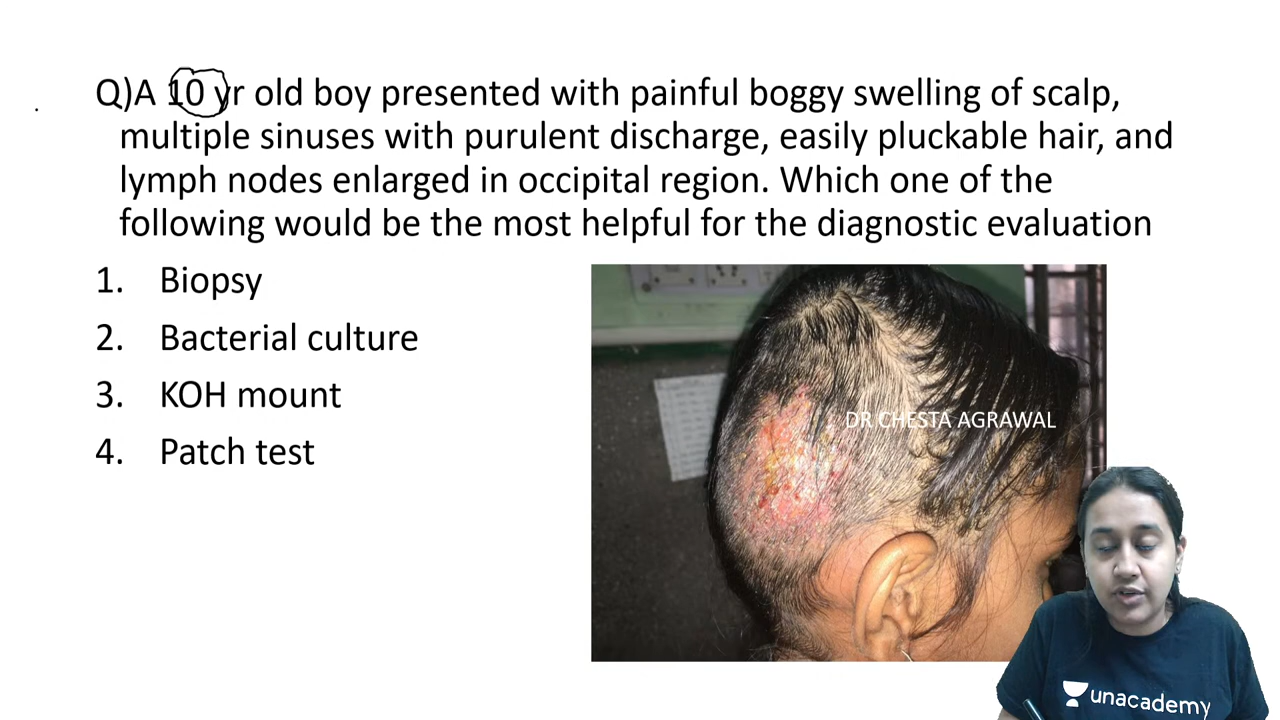 Q)A 10 yr old boy presented with painful boggy swelling of scalp,
multiple sinuses with purulent discharge, easily pluckable hair, and
lymph nodes enlarged in occipital region. Which one of the
following would be the most helpful for the diagnostic evaluation
1. Biopsy
2. Bacterial culture
3. KOH mount
4. Patch test
DR CHESTA AGRAWAL
unacademy